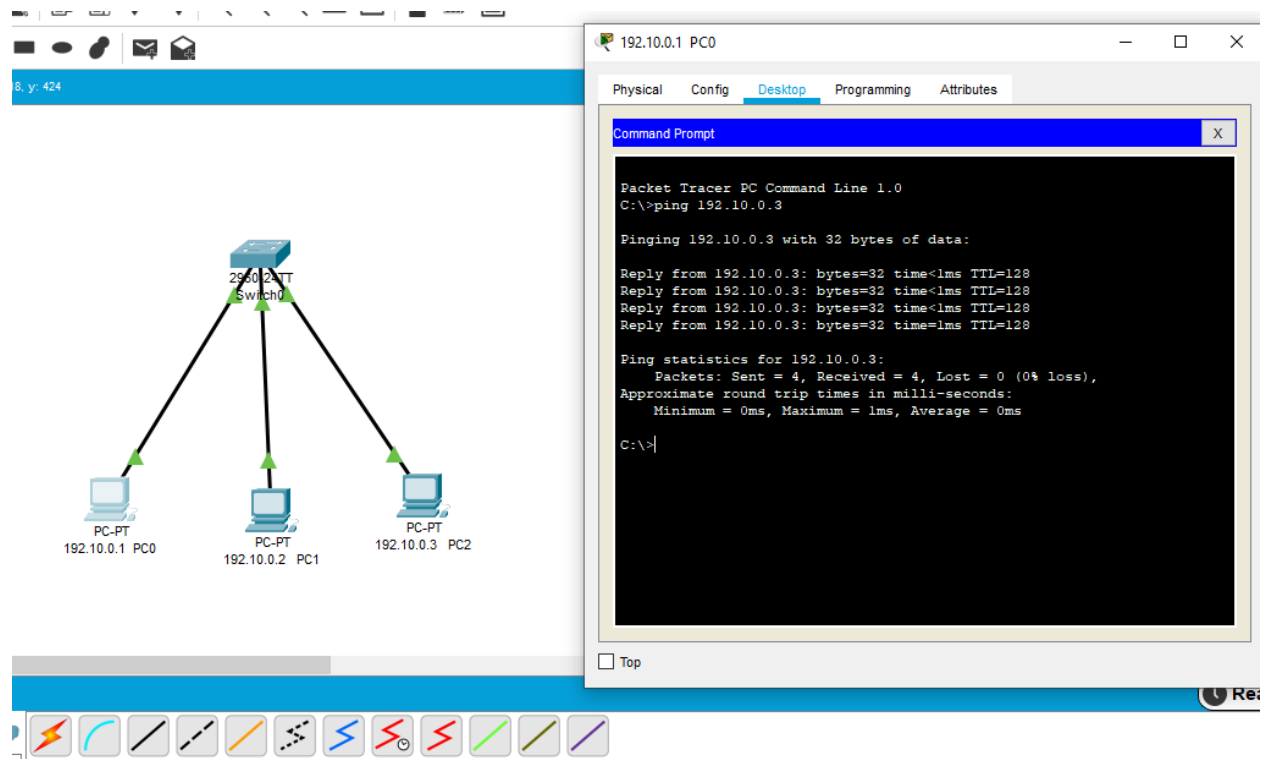 192.10.0.1 PC0
8, y: 424
Physical Config Desktop Programming Attributes
Command Prompt
X
Packet Tracer PC Command Line 1.0
C:\>ping 192.10.0.3
Pinging 192.10.0.3 with 32 bytes of data:
Reply from 192.10.0.3: bytes=32 time<1ms TTL=128
Reply from 192.10.0.3: bytes=32 time<1ms TTL=128
Reply from 192.10.0.3: bytes=32 time<1ms TTL=128
Reply from 192.10.0.3: bytes=32 time=1ms TTL=128
Ping statistics for 192.10.0.3:
Packets: Sent = 4, Received = 4, Lost = 0 (0% loss),
Approximate round trip times in milli-seconds:
Minimum = 0ms, Maximum = 1ms, Average = 0ms
C:\>
Top
2960-24TT
Switch0
PC-PT
192.10.0.1 PC0
PC-PT
192.10.0.2 PC1
PC-PT
192.10.0.3 PC2